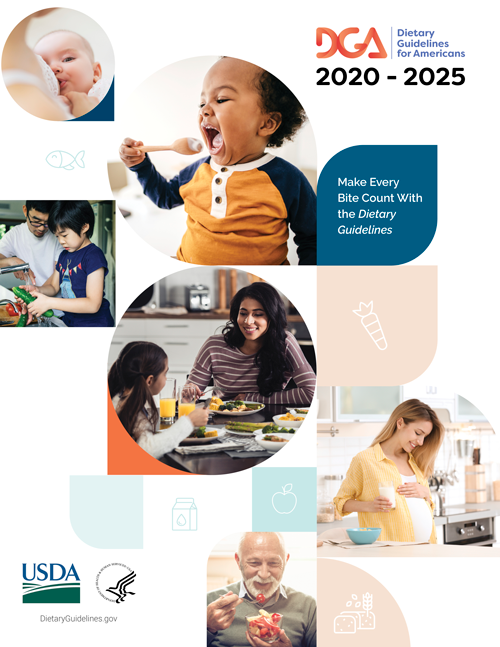 DGA
Dietary
Guidelines
for Americans
2020 - 2025
Make Every
Bite Count With
the Dietary
Guidelines
USDA
DietaryGuidelines.gov